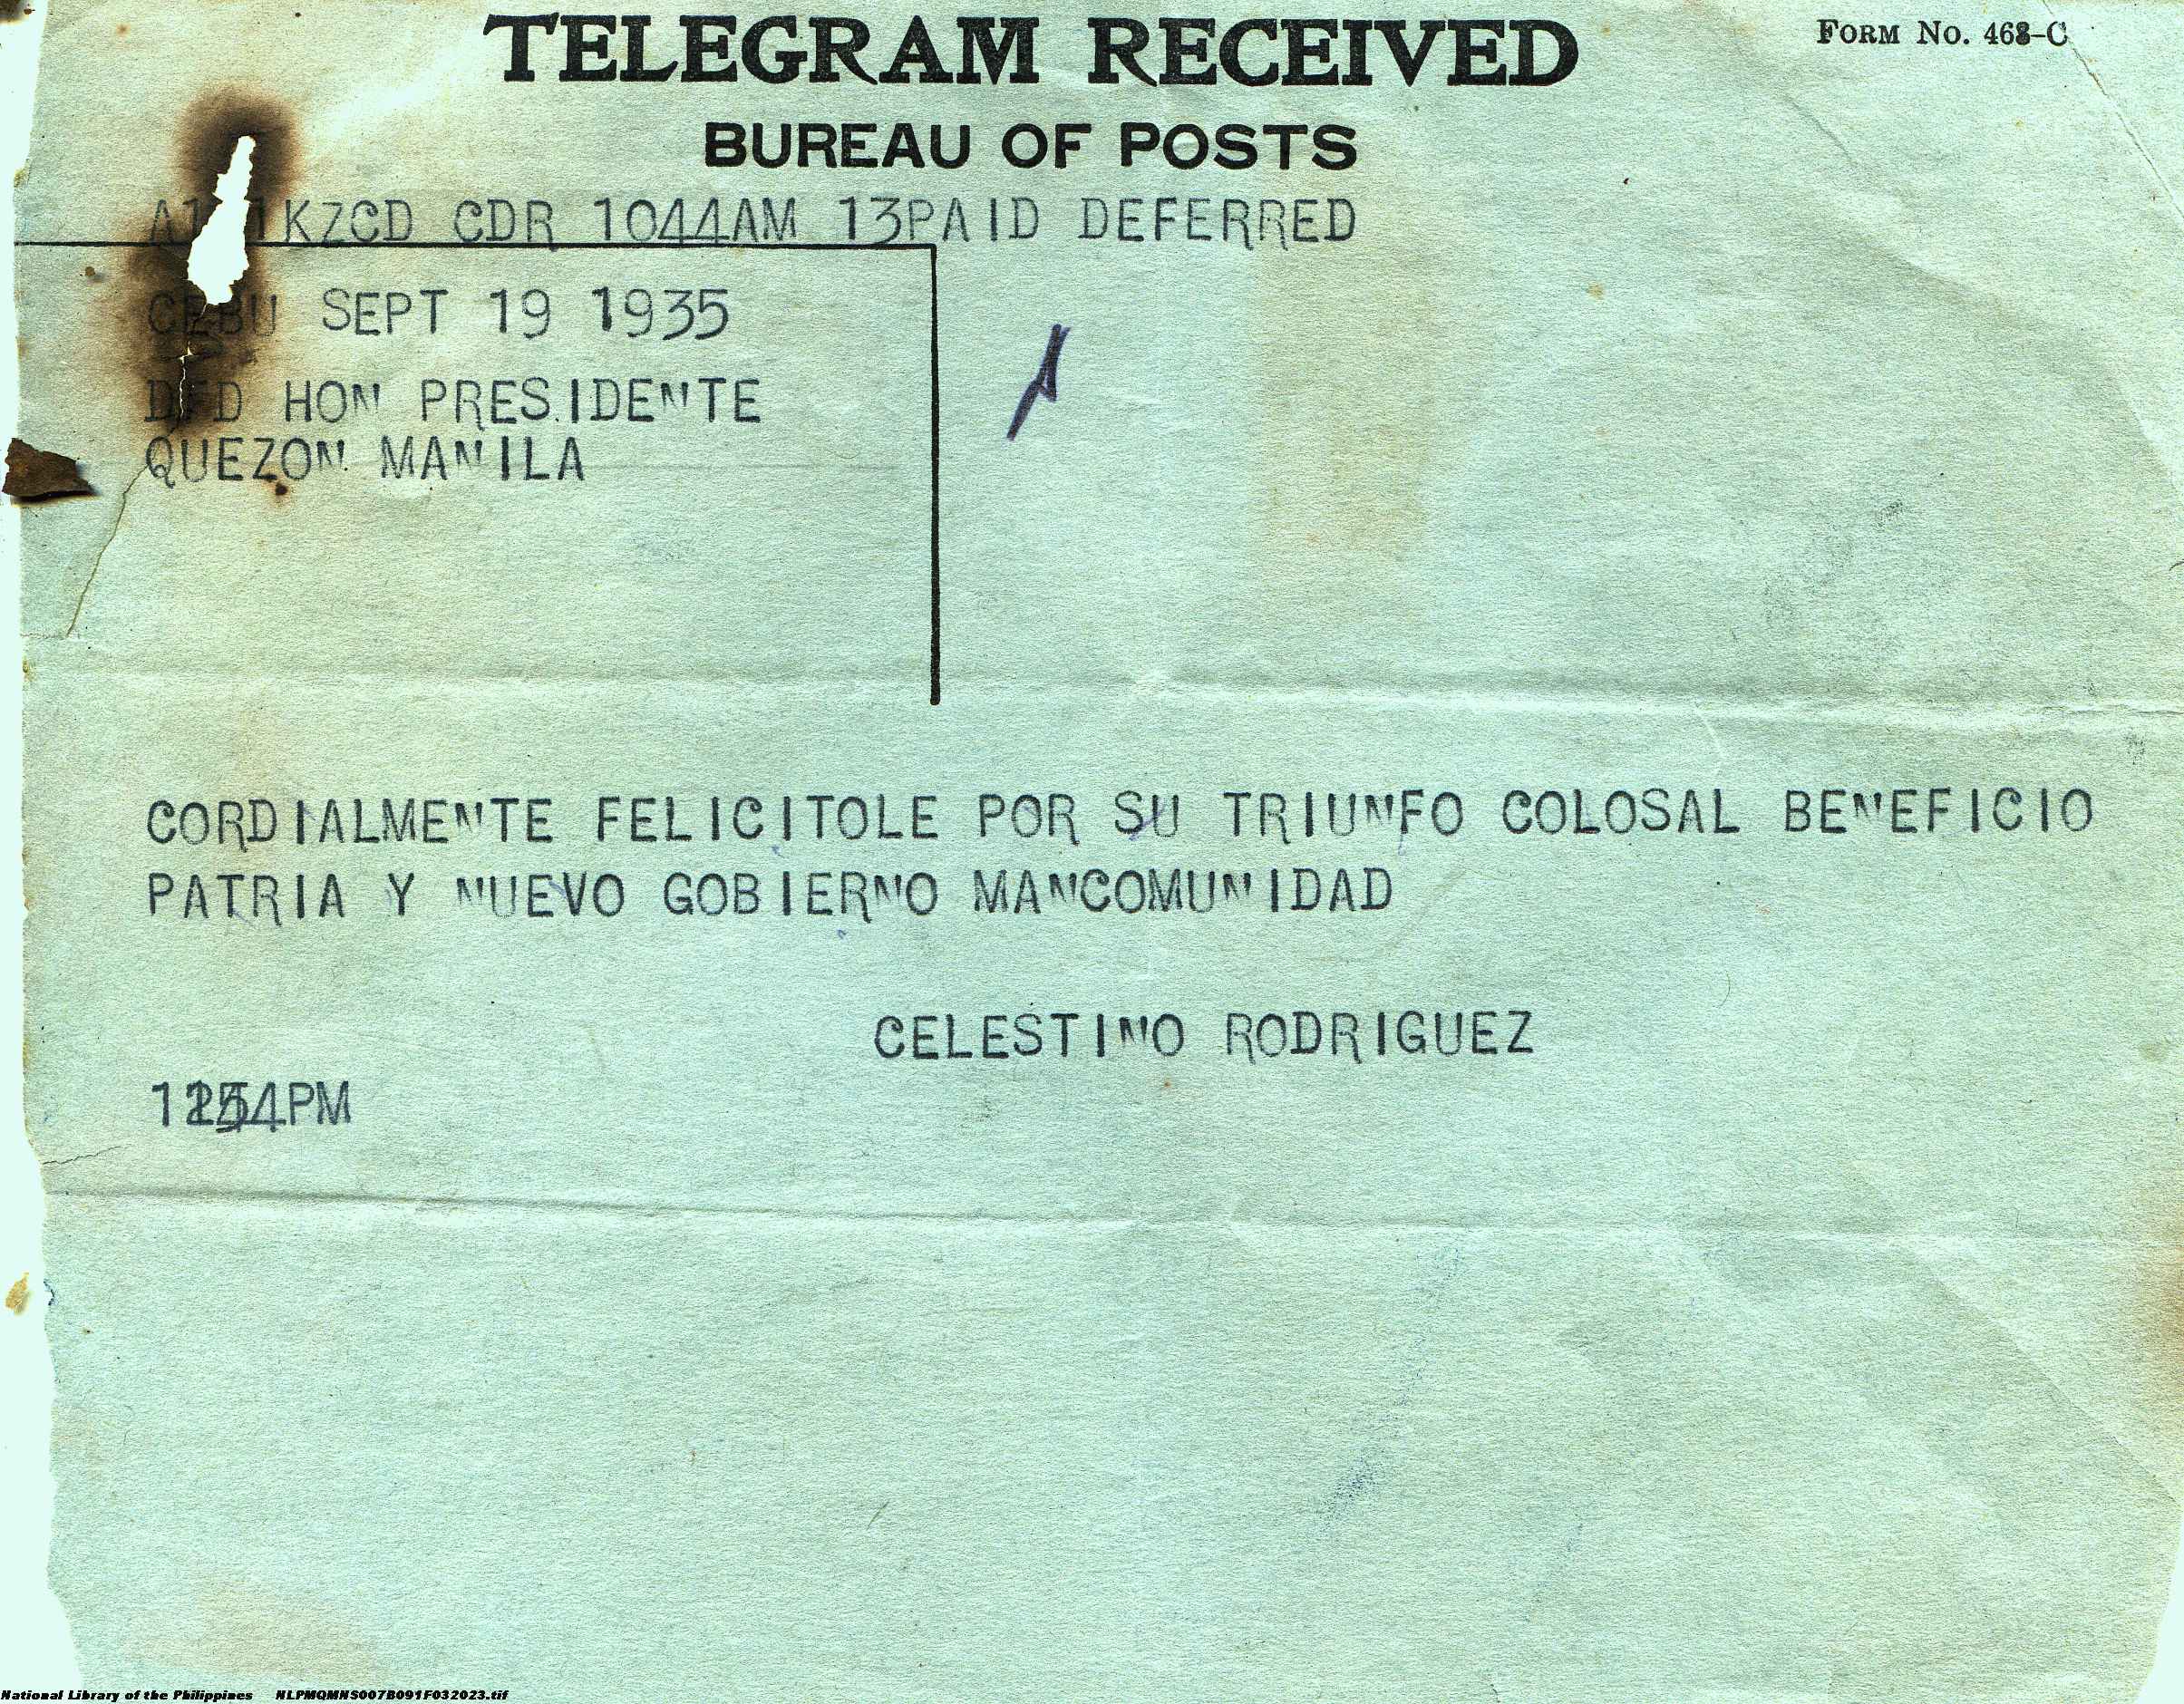 TELEGRAM RECEIVED
FORM No. 468-C
BUREAU OF POSTS
CDR 1044AM 13PAID DEFERRED
CEBU SEPT 19 1935
DFD HON PRESIDENTE
QUEZON MANILA
CORDIALMENTE FELICITOLE POR SU TRIUNFO COLOSAL BENEFICIO
PATRIA Y NUEVO GOBIERNO MANCOMUNIDAD
CELESTINO RODRIGUEZ
National Library of the Philippines NLPMQMNS007B091F032023.tif